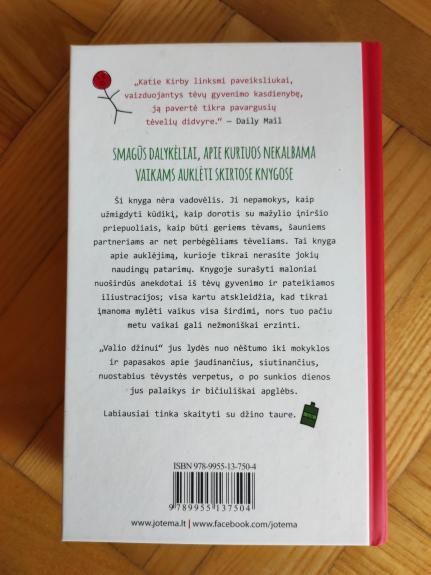 „Katie Kirby linksmi paveiksliukai,
vaizduojantys tėvų gyvenimo kasdienybę,
ją pavertė tikra pavargusių
tėvelių didvyre.“ — Daily Mail
SMAGŪS DALYKĖLIAI, APIE KURIUOS NEKALBAMA
VAIKAMS AUKLĖTI SKIRTOSE KNYGOSE
Ši knyga nėra vadovėlis. Ji nepamokys, kaip
užmigdyti kūdikį, kaip dorotis su mažylio įniršio
priepuoliais, kaip būti geriems tėvams, šauniems
partneriams ar net perbėgėliams tėveliams. Tai knyga
apie auklėjimą, kurioje tikrai nerasite jokių
naudingų patarimų. Knygoje surašyti maloniai
nuoširdūs anekdotai iš tėvų gyvenimo ir pateikiamos
iliustracijos; visa kartu atskleidžia, kad tikrai
įmanoma mylėti vaikus visa širdimi, nors tuo pačiu
metu vaikai gali nežmoniškai erzinti.
„Valio džinui“ jus lydės nuo nėštumo iki mokyklos
ir papasakos apie jaudinančius, siutinančius,
nuostabius tėvystės verpetus, o po sunkios dienos
jus palaikys ir bičiuliškai apglėbs.
Labiausiai tinka skaityti su džino taure.
ISBN 978-9955-13-750-4
9 789955 137504
www.jotema.lt | www.facebook.com/jotema